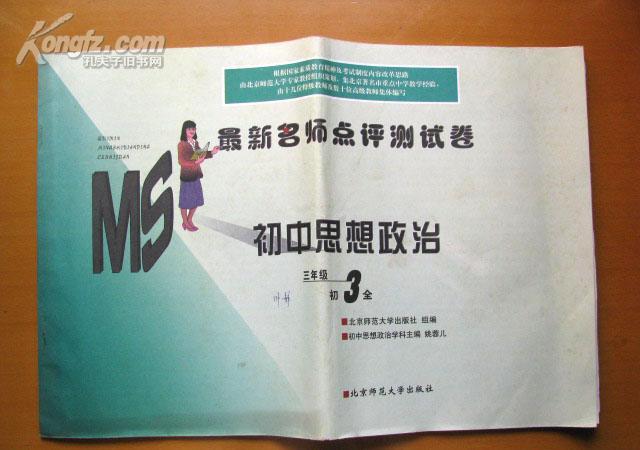 Kongfz.com
孔夫子旧书网
根据国家素质教育精神及考试制度内容改革思路
由北京师范大学专家教授组织策划，集北京著名市重点中学教学经验，
由十几位特级教师及数十位高级教师集体编写
最新名师点评测试卷
ZUIXIN
MINGSHIDIANPING
CESHIJUAN
MS
初中思想政治
三年级
初3全
叶梅
■北京师范大学出版社 组编
■初中思想政治学科主编 姚蓉儿
■北京师范大学出版社